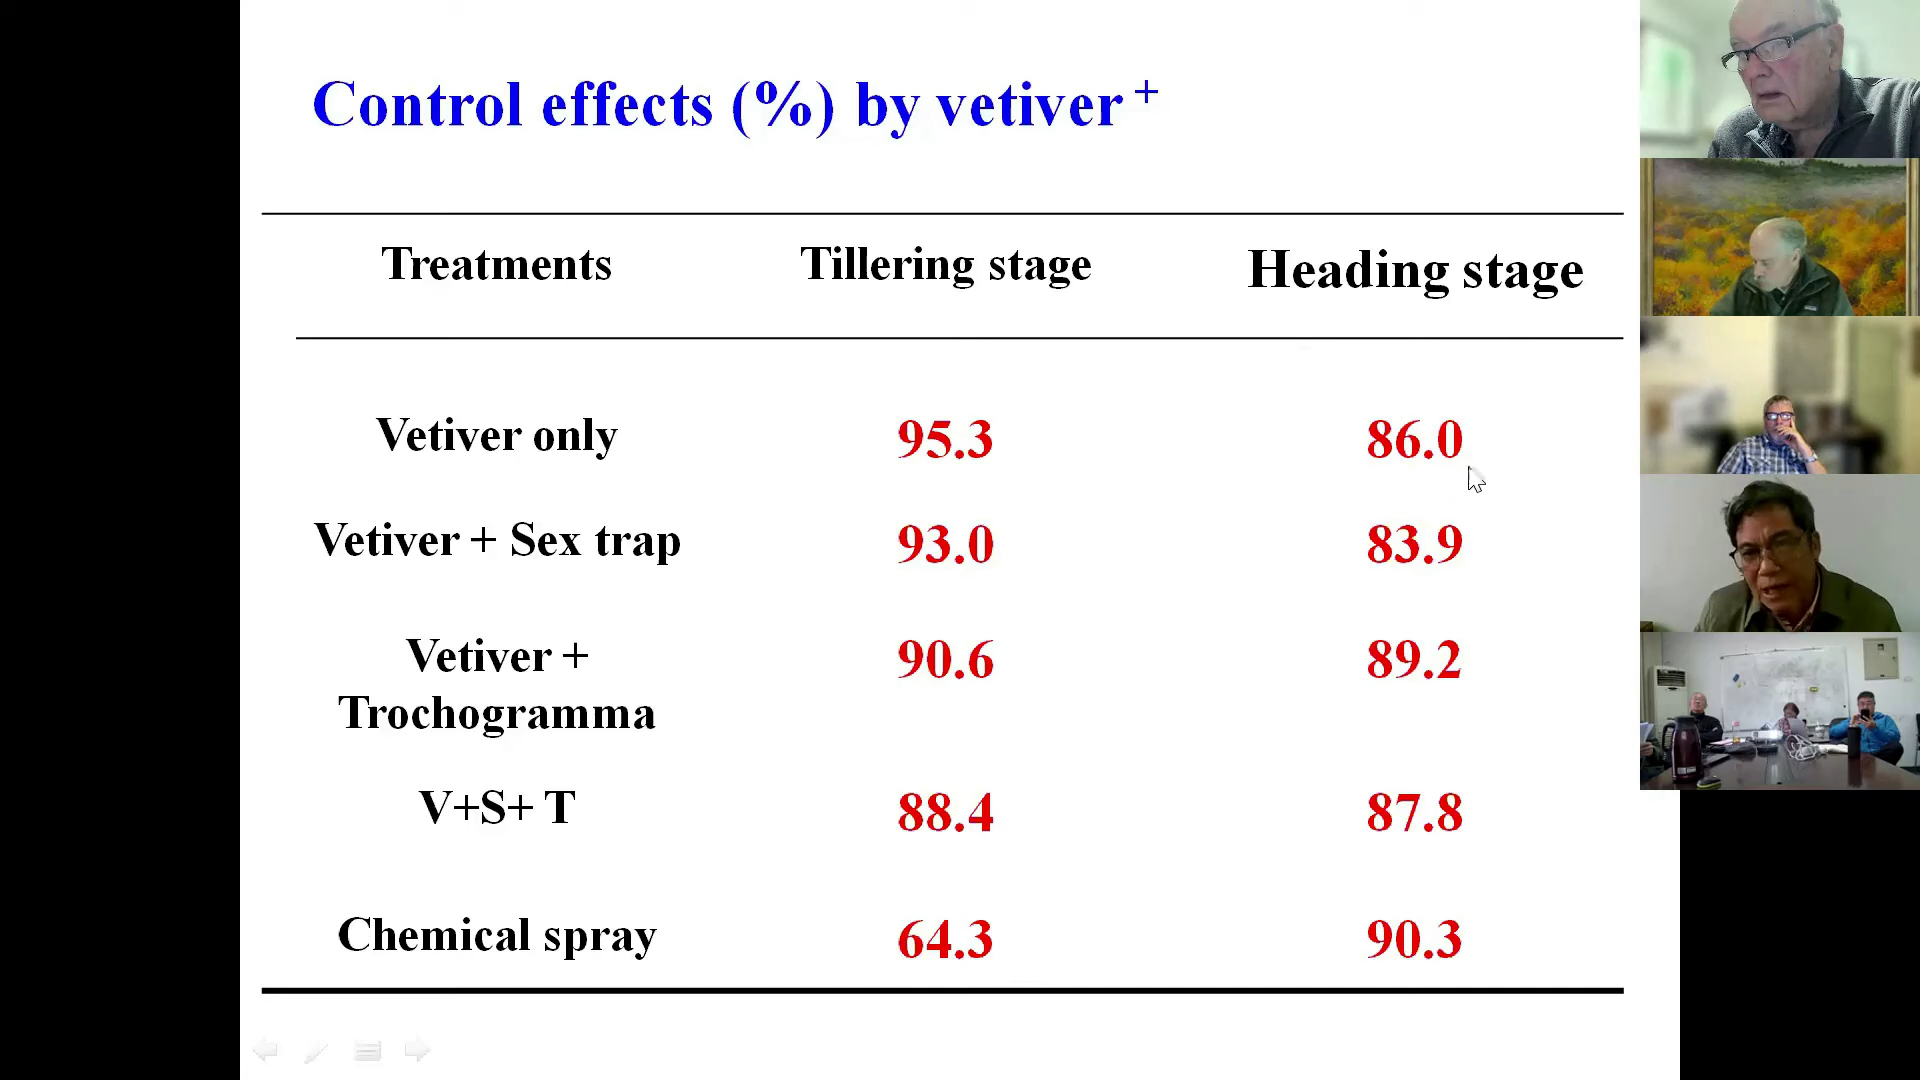 Control effects (%) by vetiver +
Treatments Tillering stage Heading stage
Vetiver only 95.3 86.0
Vetiver + Sex trap 93.0 83.9
Vetiver + 90.6 89.2
Trochogramma
V+S+ T 88.4 87.8
Chemical spray 64.3 90.3